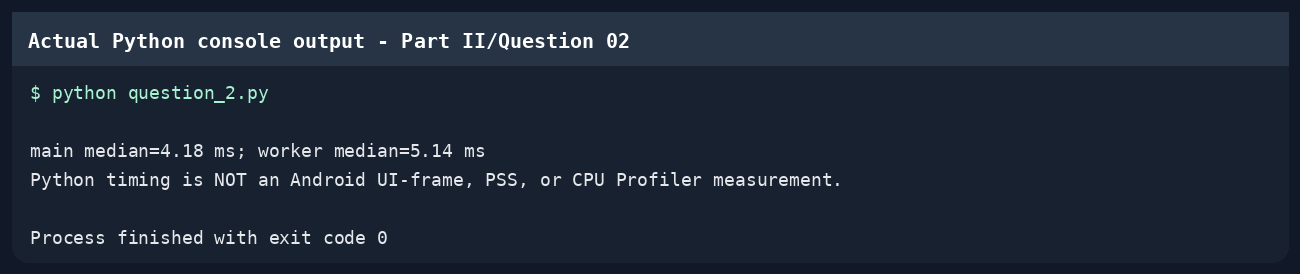 Actual Python console output - Part II/Question 02
$ python question_2.py
main median=4.18 ms; worker median=5.14 ms
Python timing is NOT an Android UI-frame, PSS, or CPU Profiler measurement.
Process finished with exit code 0